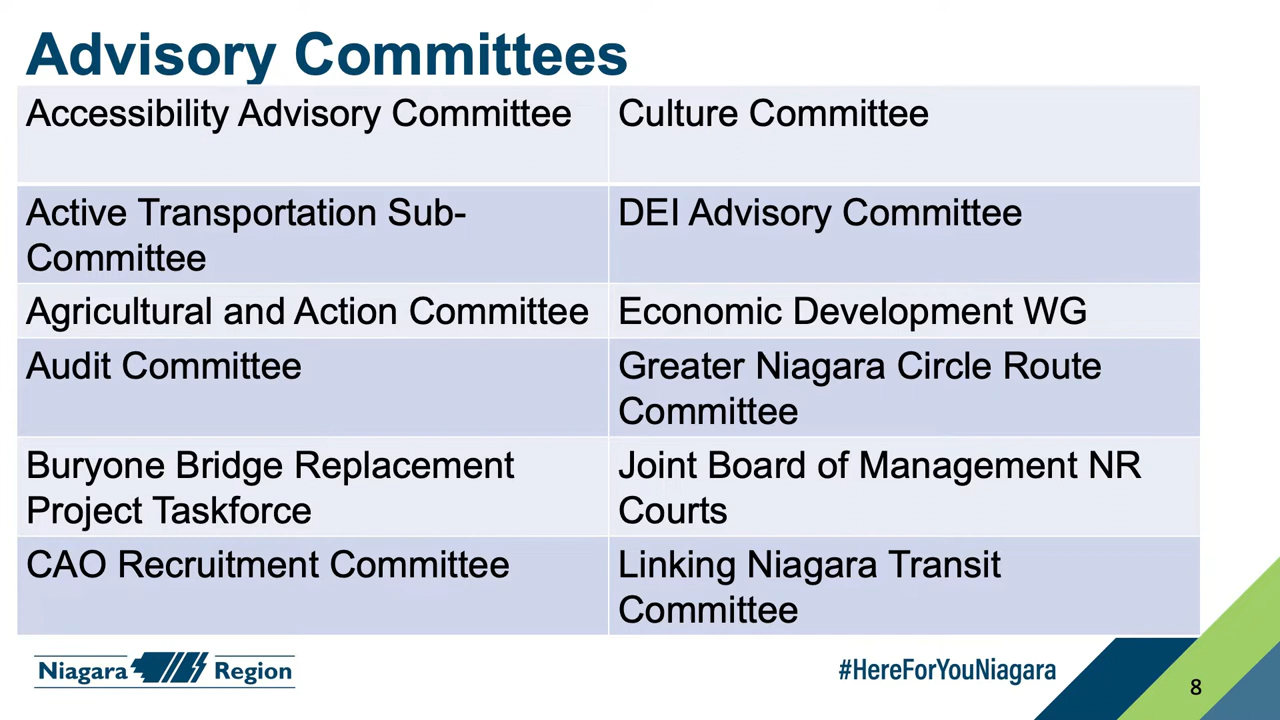 Advisory Committees
Accessibility Advisory Committee
Culture Committee
Active Transportation Sub-
Committee
DEI Advisory Committee
Agricultural and Action Committee
Economic Development WG
Audit Committee
Greater Niagara Circle Route
Committee
Buryone Bridge Replacement
Project Taskforce
Joint Board of Management NR
Courts
CAO Recruitment Committee
Linking Niagara Transit
Committee
Niagara Region
#HereForYouNiagara
8